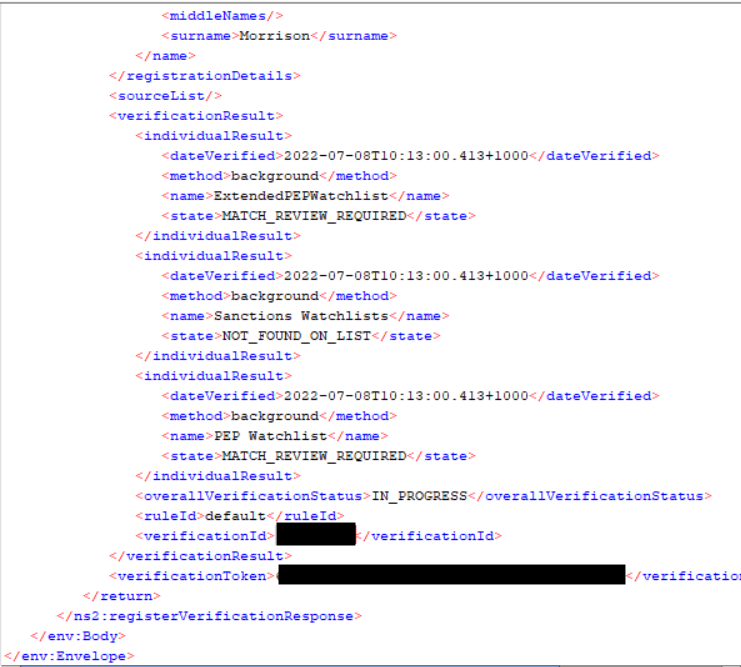 <middleNames/>
<surname>Morrison</surname>
</name>
</registrationDetails>
<sourceList/>
<verificationResult>
<individualResult>
<dateVerified>2022-07-08T10:13:00.413+1000</dateVerified>
<method>background</method>
<name>ExtendedPEPWatchlist</name>
<state>MATCH_REVIEW_REQUIRED</state>
</individualResult>
<individualResult>
<dateVerified>2022-07-08T10:13:00.413+1000</dateVerified>
<method>background</method>
<name>Sanctions Watchlists</name>
<state>NOT_FOUND_ON_LIST</state>
</individualResult>
<individualResult>
<dateVerified>2022-07-08T10:13:00.413+1000</dateVerified>
<method>background</method>
<name>PEP Watchlist</name>
<state>MATCH_REVIEW_REQUIRED</state>
</individualResult>
<overallVerificationStatus>IN_PROGRESS</overallVerificationStatus>
<ruleId>default</ruleId>
<verificationId></verificationId>
</verificationResult>
<verificationToken></verification
</return>
</ns2:registerVerificationResponse>
</env:Body>
</env:Envelope>